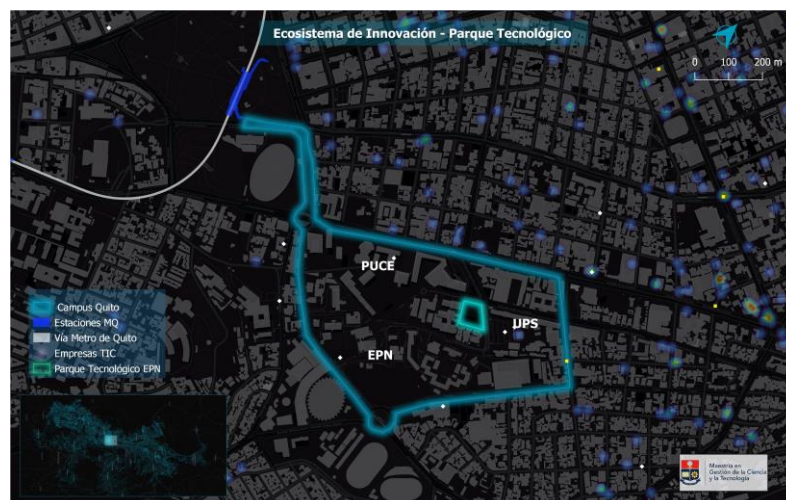 Ecosistema de Innovación - Parque Tecnológico
0 100 200 m
PUCE
UPS
EPN
Campus Quito
Estaciones MQ
Vía Metro de Quito
Empresas TIC
Parque Tecnológico EPN
Maestría en
Gestión de la Ciencia
y la Tecnología